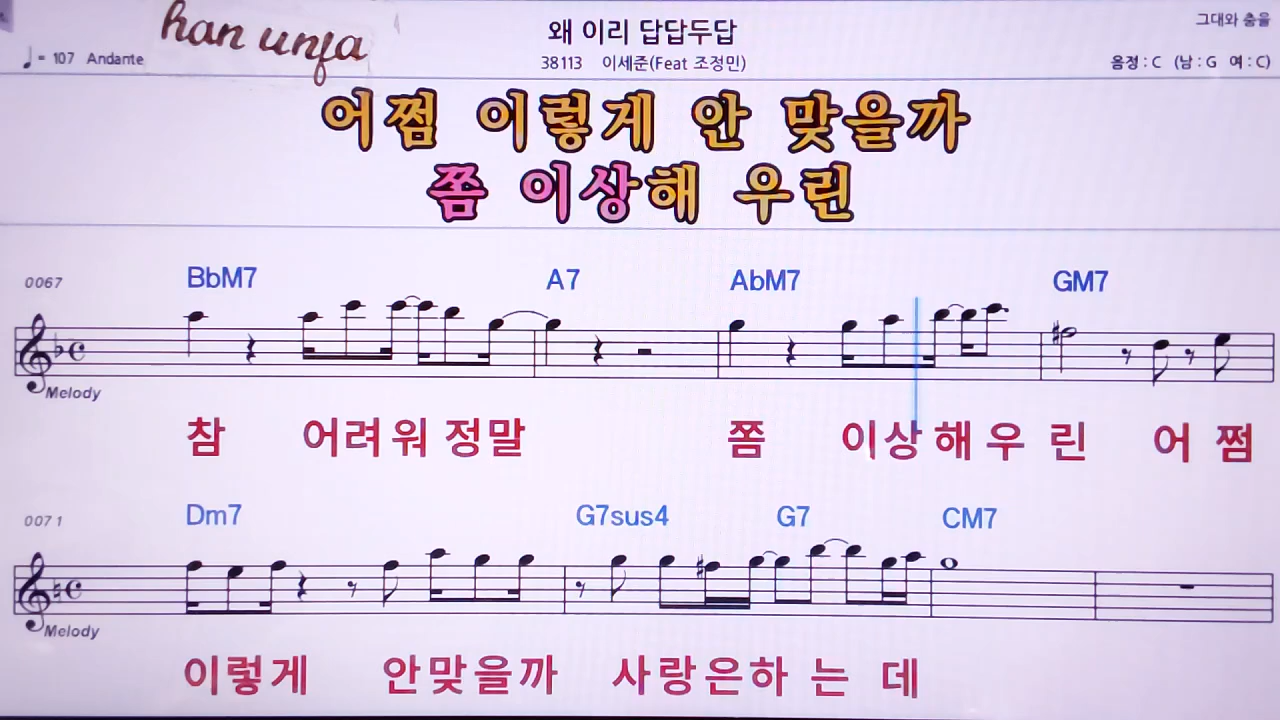 han unja
왜 이리 답답두답
그대와 춤을
♩= 107 Andante
38113 이세준(Feat 조정민)
음정 : C (남 : G 여 : C)
어쩜 이렇게 안 맞을까
쫌 이상해 우린
0067 BbM7 A7 AbM7 GM7
Melody
참 어려워 정말 쫌 이상해우 린 어 쩜
0071 Dm7 G7sus4 G7 CM7
Melody
이렇게 안맞을까 사랑은하 는 데